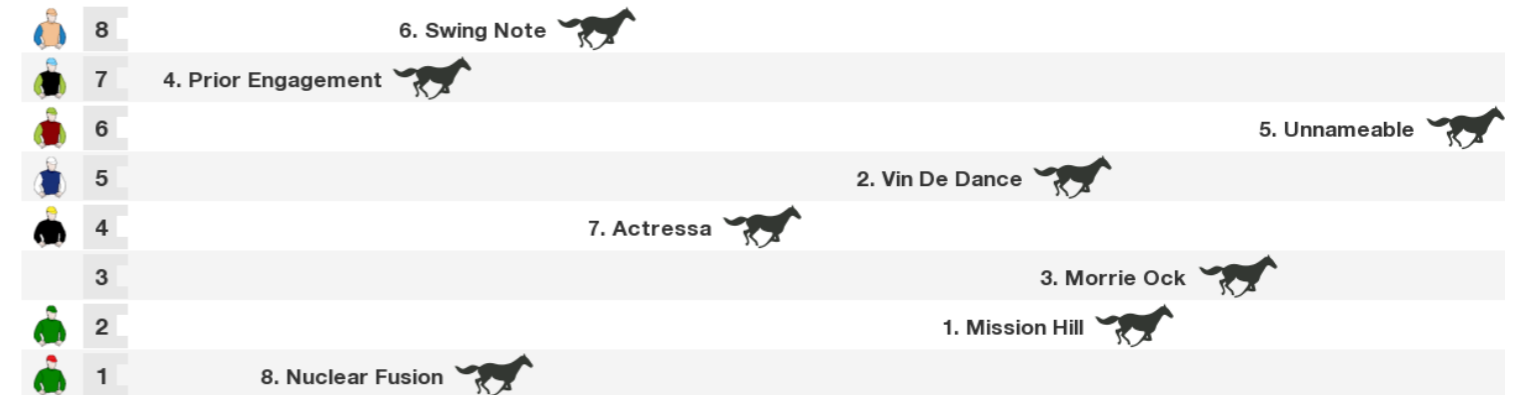 8 6. Swing Note
7 4. Prior Engagement
6 5. Unnameable
5 2. Vin De Dance
4 7. Actressa
3 3. Morrie Ock
2 1. Mission Hill
1 8. Nuclear Fusion